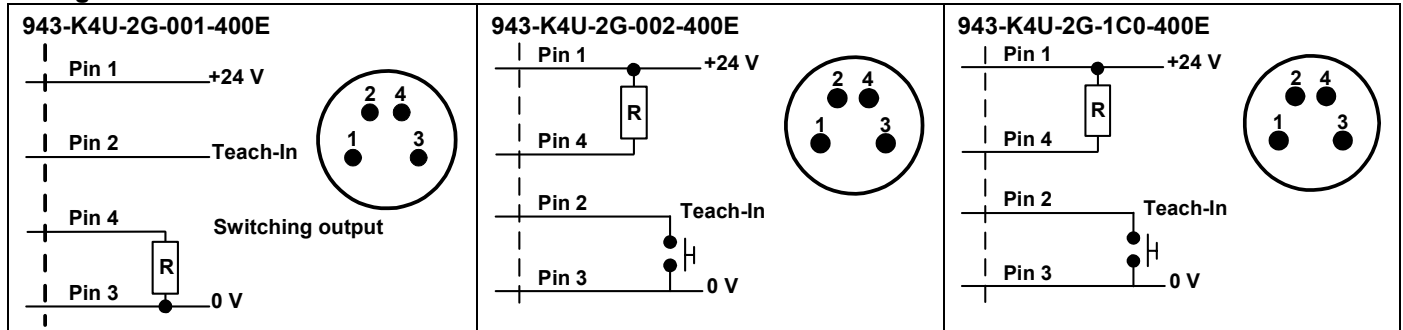 943-K4U-2G-001-400E
Pin 1
+24 V
Pin 2
Teach-In
Pin 4
Switching output
R
Pin 3
0 V
2 4
1 3
943-K4U-2G-002-400E
Pin 1
+24 V
R
Pin 4
Pin 2
Teach-In
Pin 3
0 V
2 4
1 3
943-K4U-2G-1C0-400E
Pin 1
+24 V
R
Pin 4
Pin 2
Teach-In
Pin 3
0 V
2 4
1 3